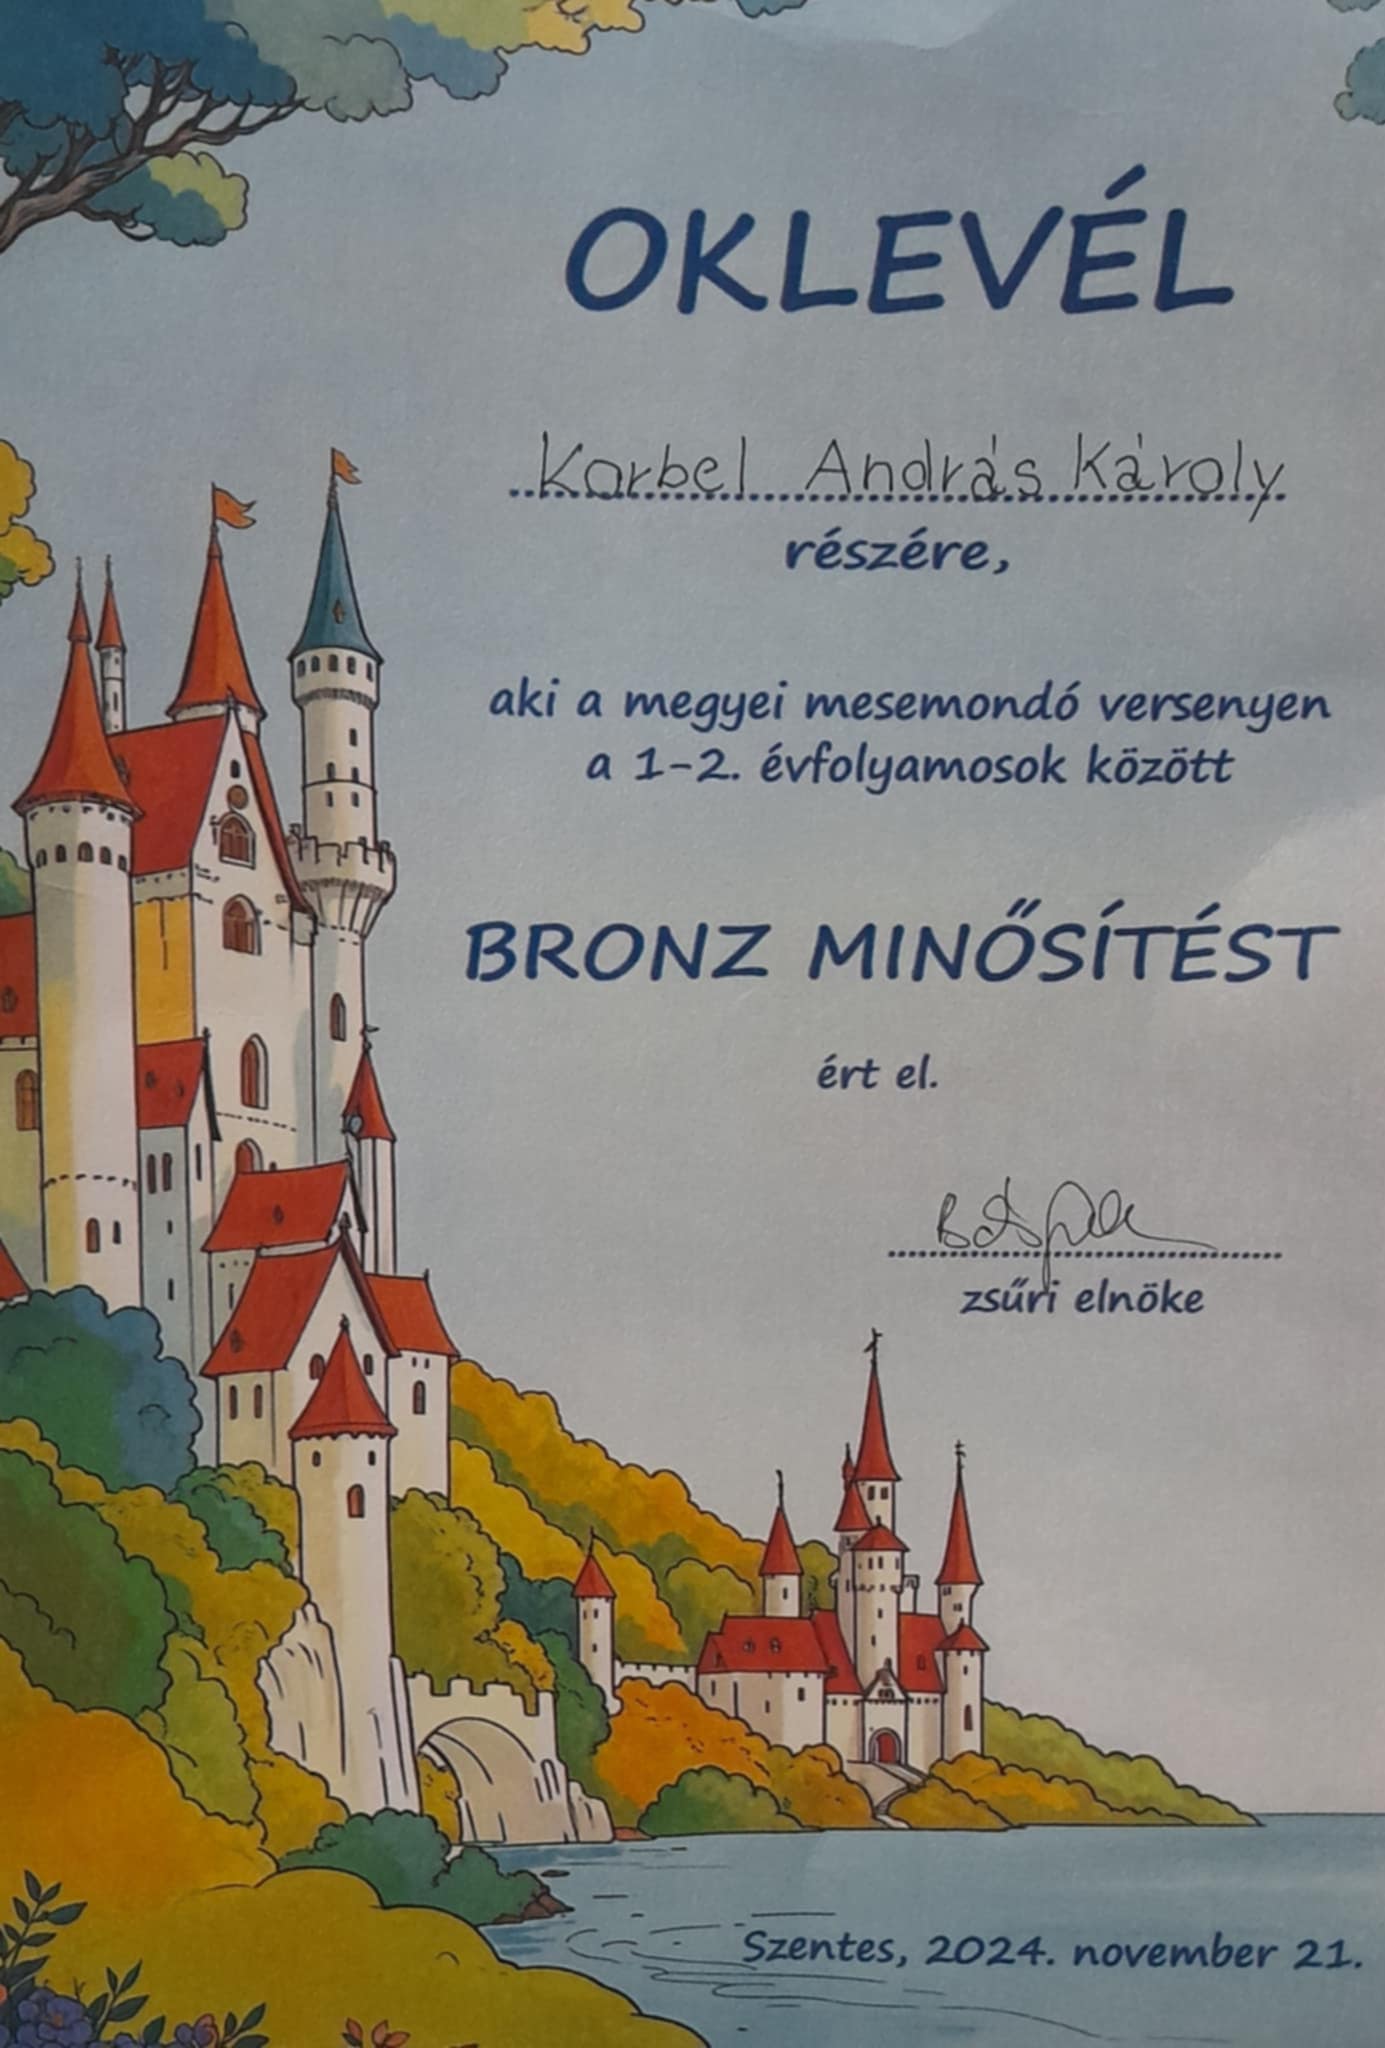 OKLEVÉL
Korbel András Károly
részére,
aki a megyei mesemondó versenyen
a 1-2. évfolyamosok között
BRONZ MINŐSÍTÉST
ért el.
zsűri elnöke
Szentes, 2024. november 21.